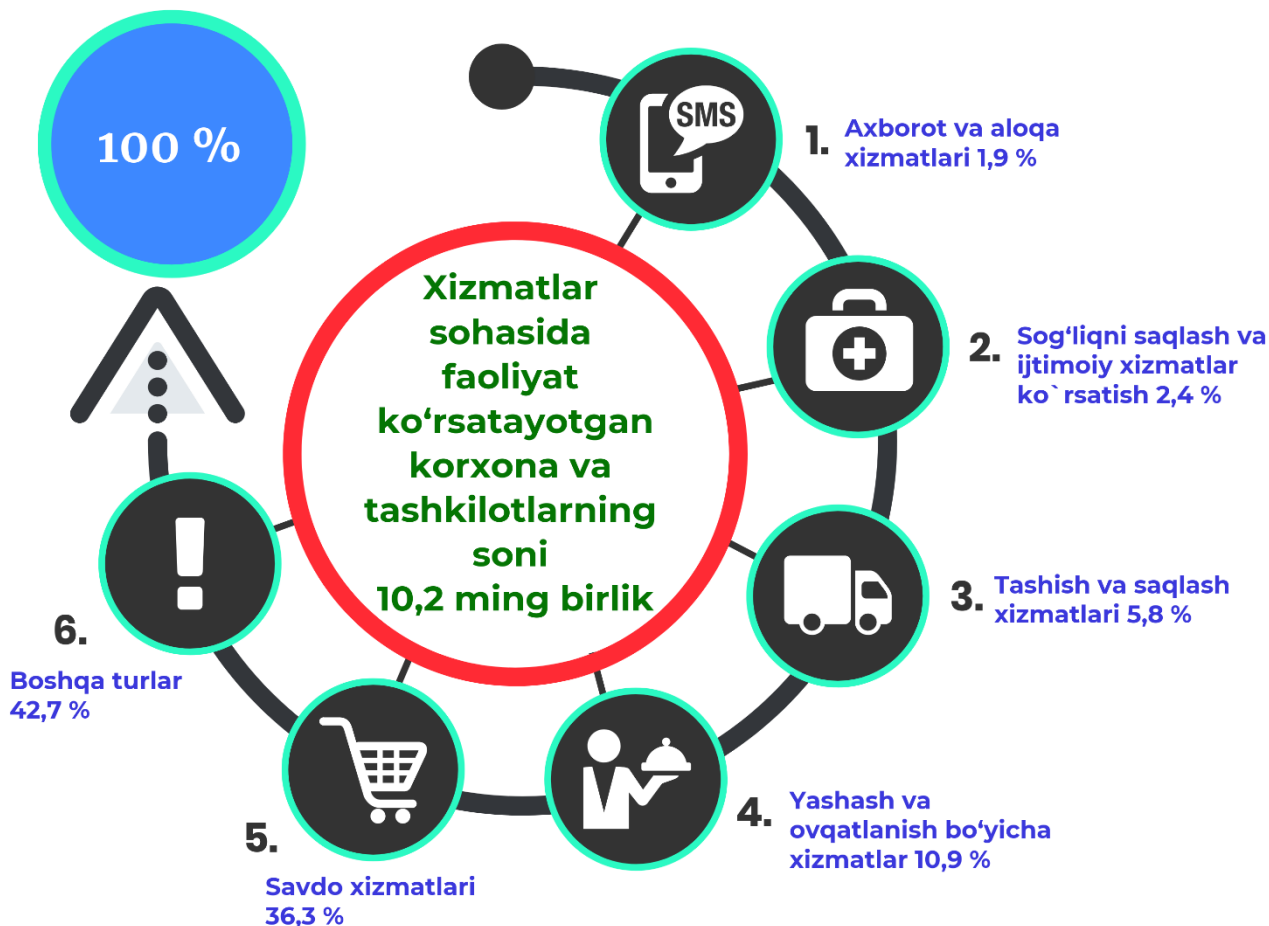 100 %
SMS
1.
Axborot va aloqa
xizmatlari 1,9 %
2.
Sog‘liqni saqlash va
ijtimoiy xizmatlar
ko`rsatish 2,4 %
3.
Tashish va saqlash
xizmatlari 5,8 %
4.
Yashash va
ovqatlanish bo‘yicha
xizmatlar 10,9 %
5.
Savdo xizmatlari
36,3 %
6.
Boshqa turlar
42,7 %
Xizmatlar
sohasida
faoliyat
ko‘rsatayotgan
korxona va
tashkilotlarning
soni
10,2 ming birlik